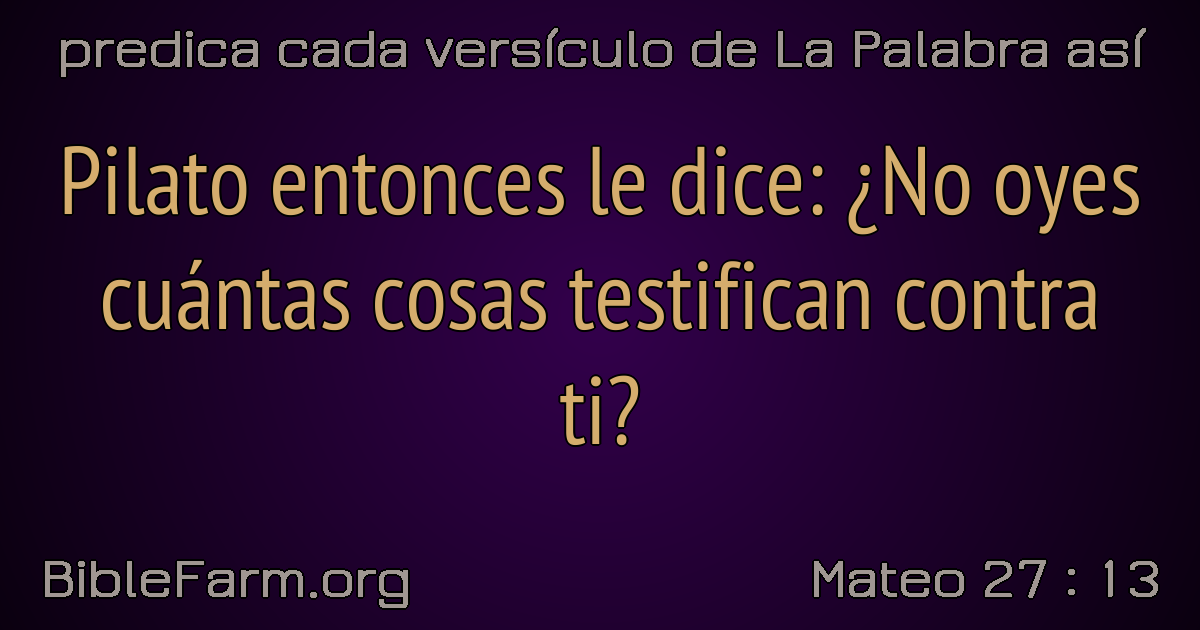 predica cada versículo de La Palabra así
Pilato entonces le dice: ¿No oyes
cuántas cosas testifican contra
ti?
BibleFarm.org
Mateo 27 : 13